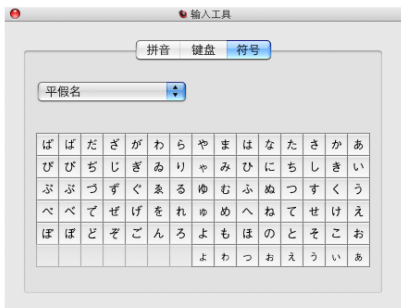 输入工具
拼音 键盘 符号
平假名
ば ぱ だ ざ が わ ら や ま は な た さ か あ
び ぴ ぢ じ ぎ ゐ り ゃ み ひ に ち し き い
ぶ ぷ づ ず ぐ ゑ る ゆ む ふ ぬ つ す く う
べ ぺ で ぜ げ を れ ゅ め へ ね て せ け え
ぼ ぽ ど ぞ ご ん ろ よ も ほ の と そ こ お
ょ ゎ っ ぉ ぇ ぅ ぃ ぁ